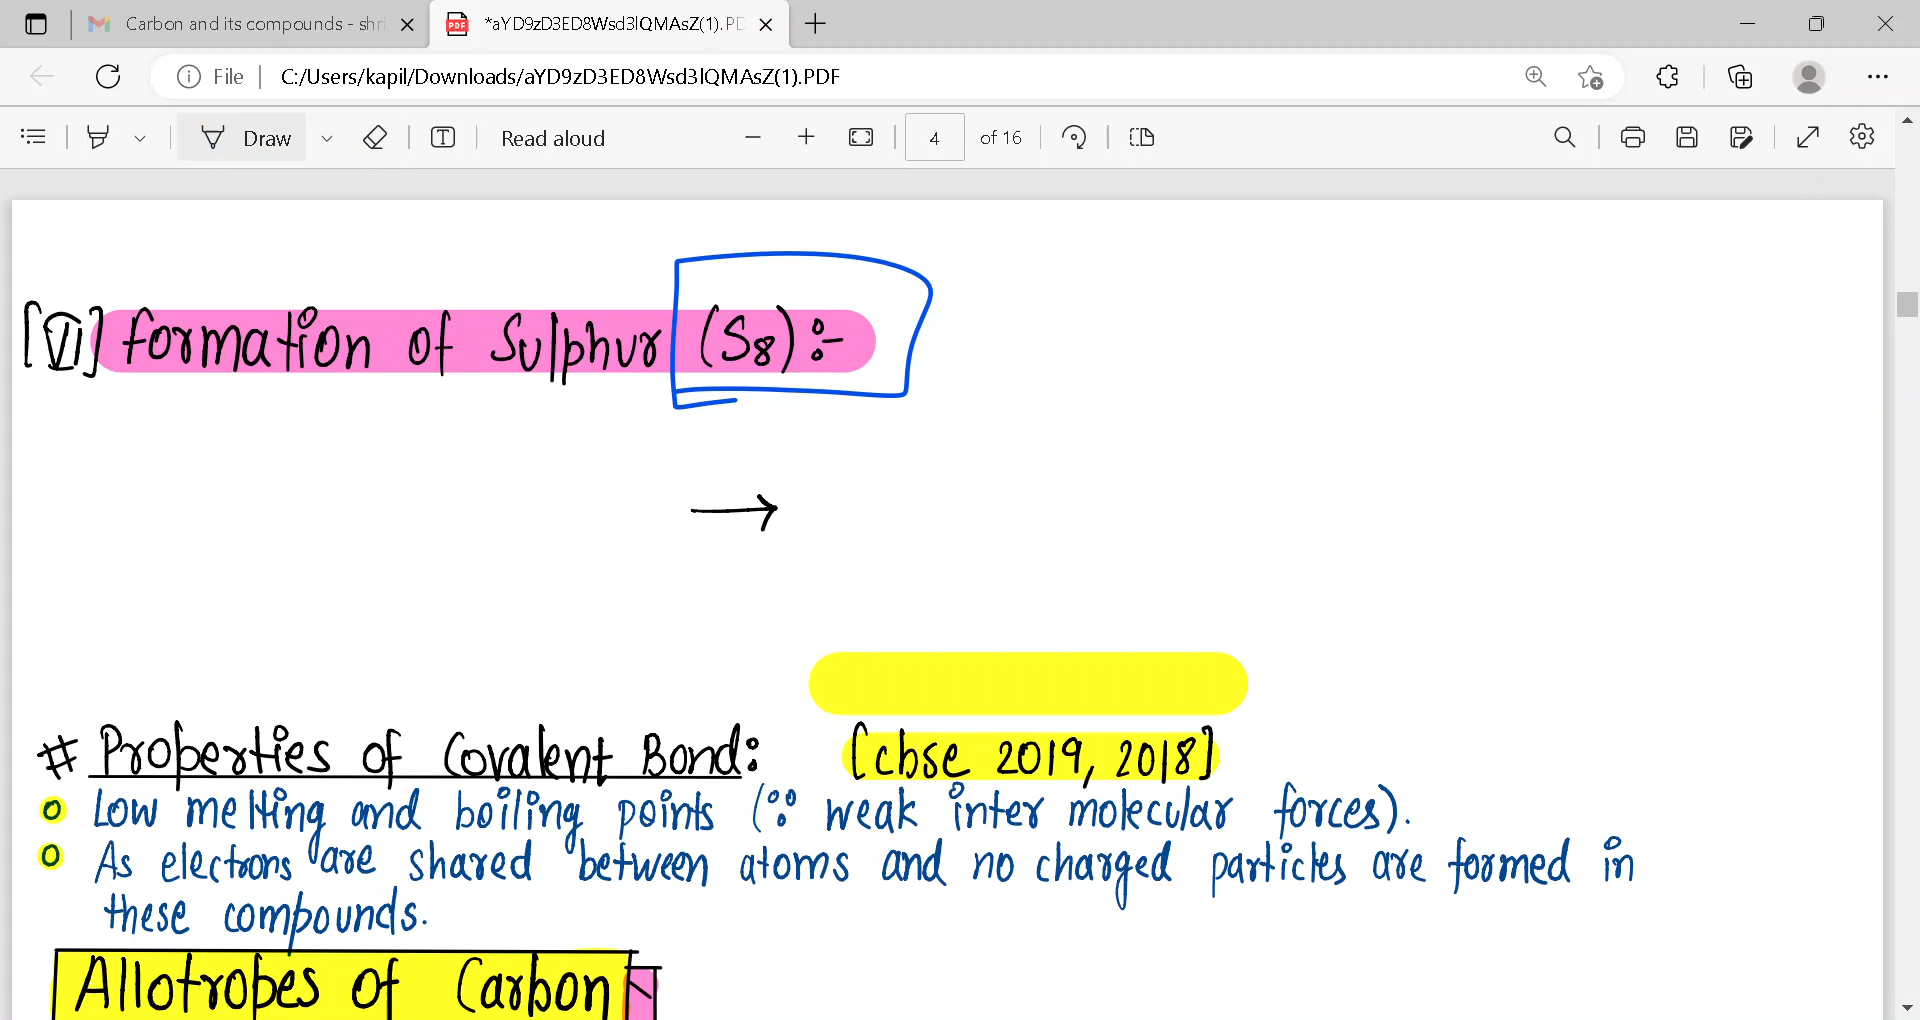 Carbon and its compounds - shri
*aYD9zD3ED8Wsd3lQMAsZ(1).PD
File
C:/Users/kapil/Downloads/aYD9zD3ED8Wsd3lQMAsZ(1).PDF
Draw
Read aloud
4 of 16
[VI] formation of Sulphur (S8):-
# Properties of Covalent Bond: [cbse 2019, 2018]
Low melting and boiling points (∵ weak inter molecular forces).
As electrons are shared between atoms and no charged particles are formed in
these compounds.
Allotropes of Carbon